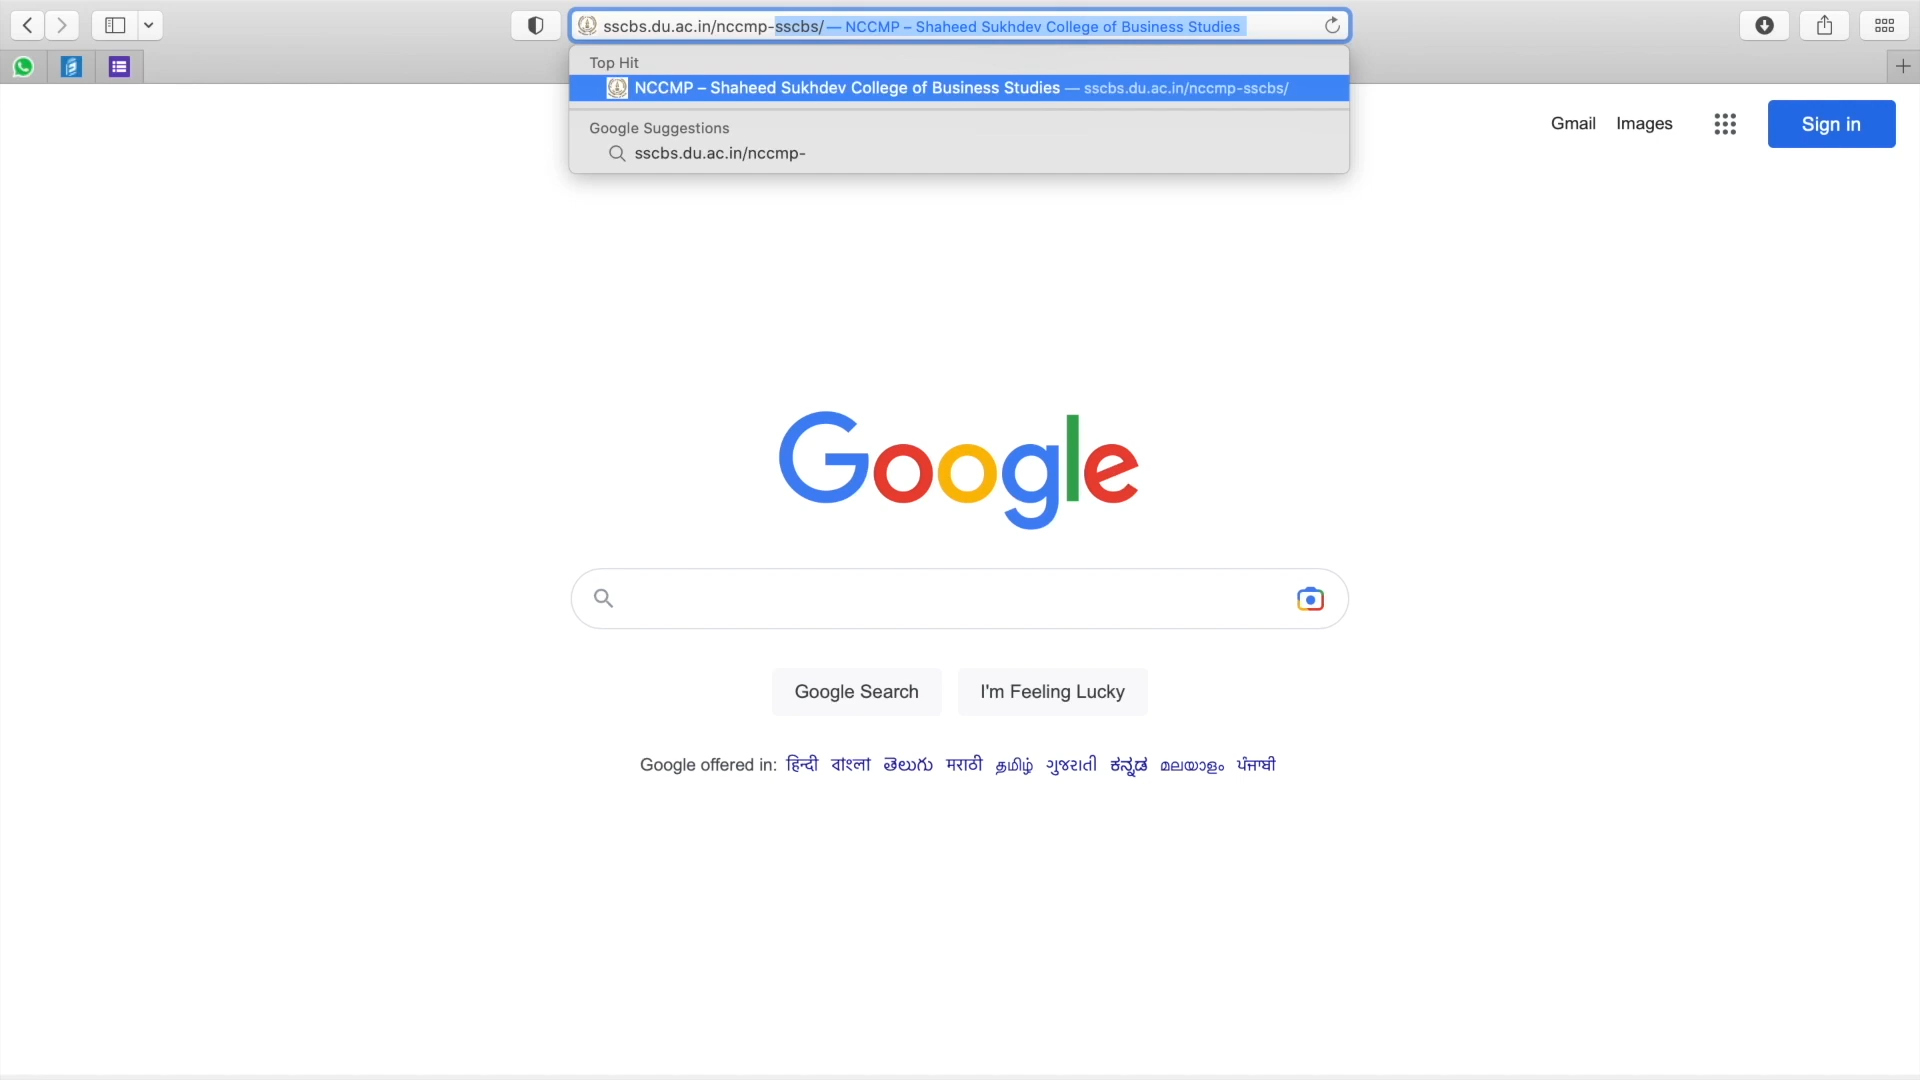 sscbs.du.ac.in/nccmp-sscbs/ — NCCMP – Shaheed Sukhdev College of Business Studies
Top Hit
NCCMP – Shaheed Sukhdev College of Business Studies — sscbs.du.ac.in/nccmp-sscbs/
Google Suggestions
sscbs.du.ac.in/nccmp-
Gmail Images Sign in
Google
Google Search I'm Feeling Lucky
Google offered in: हिन्दी বাংলা తెలుగు मराठी தமிழ் ગુજરાતી ಕನ್ನಡ മലയാളം ਪੰਜਾਬੀ